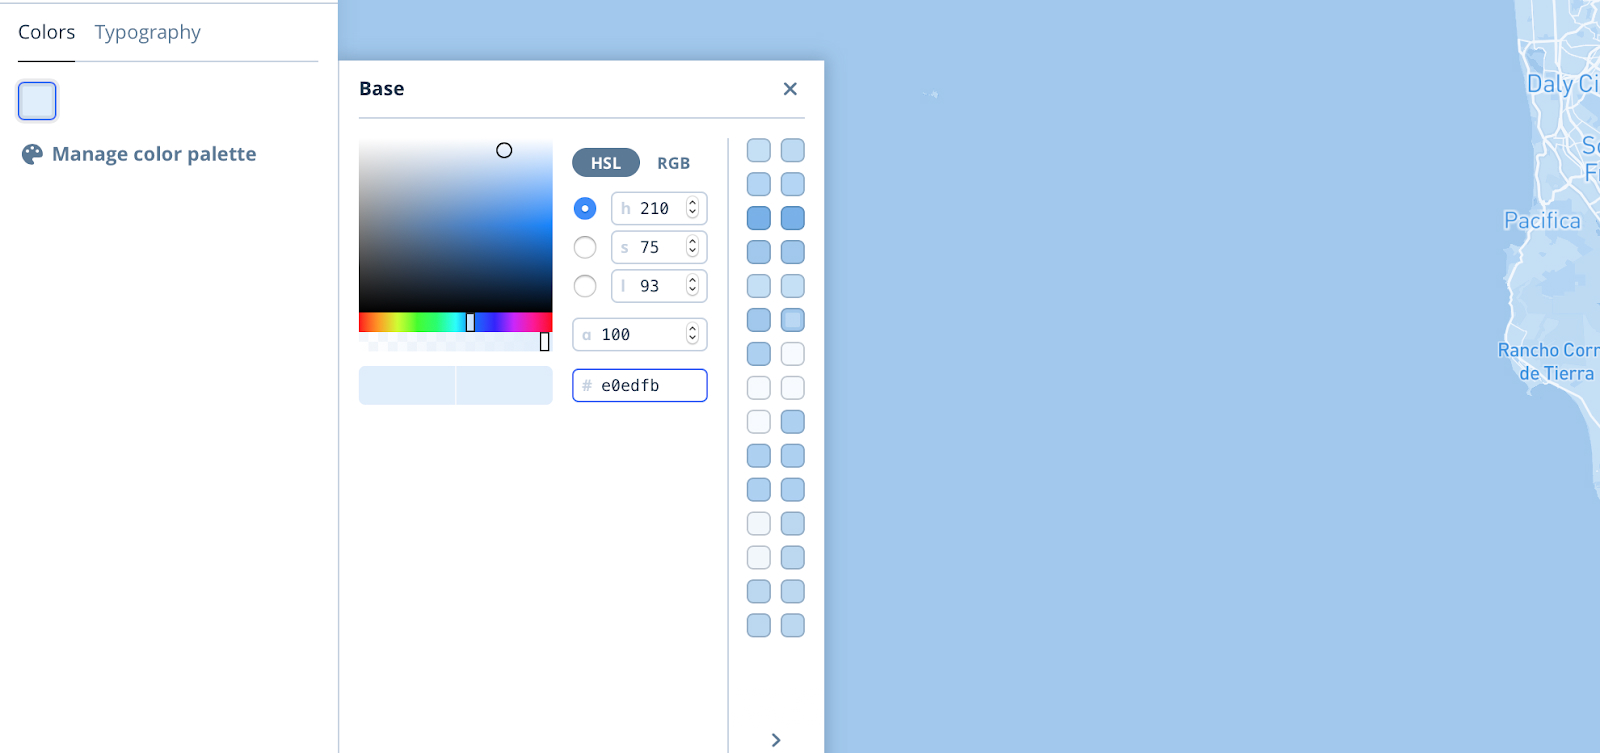 Colors Typography
Manage color palette
Base
HSL RGB
h 210
s 75
l 93
a 100
# e0edfb
Daly Ci
So
Fr
Pacifica
Rancho Corr
de Tierra